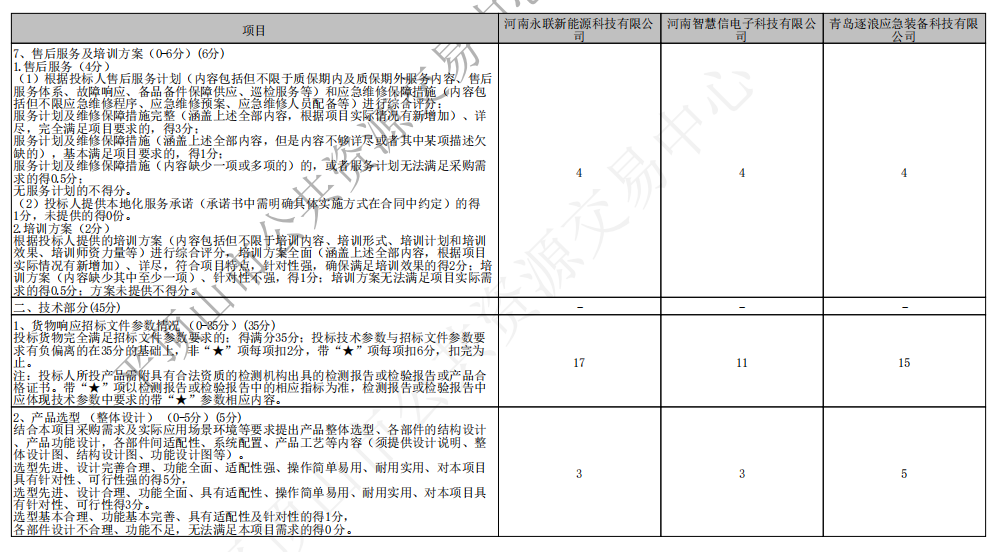 项目
河南永联新能源科技有限公
司
河南智慧信电子科技有限公
司
青岛逐浪应急装备科技有限
公司
7、售后服务及培训方案（0-6分）(6分)
1.售后服务（4分）
（1）根据投标人售后服务计划（内容包括但不限于质保期内及质保期外服务内容、售后
服务体系、故障响应、备品备件保障供应、巡检服务等）和应急维修保障措施（内容包
括但不限应急维修程序、应急维修预案、应急维修人员配备等）进行综合评分：
服务计划及维修保障措施完整（涵盖上述全部内容，根据项目实际情况有新增加）、详
尽，完全满足项目要求的，得3分；
服务计划及维修保障措施（涵盖上述全部内容，但是内容不够详尽或者其中某项描述欠
缺的），基本满足项目要求的，得1分；
服务计划及维修保障措施（内容缺少一项或多项的）的，或者服务计划无法满足采购需
求的得0.5分；
无服务计划的不得分。
（2）投标人提供本地化服务承诺（承诺书中需明确具体实施方式在合同中约定）的得
1分，未提供的得0份。
2.培训方案（2分）
根据投标人提供的培训方案（内容包括但不限于培训内容、培训形式、培训计划和培训
效果、培训师资力量等）进行综合评分，培训方案全面（涵盖上述全部内容，根据项目
实际情况有新增加）、详尽，符合项目特点，针对性强，确保满足培训效果的得2分；培
训方案（内容缺少其中至少一项）、针对性不强，得1分；培训方案无法满足项目实际需
求的得0.5分；方案未提供不得分。
4
4
4
二、技术部分(45分)
-
-
-
1、货物响应招标文件参数情况（0-35分）(35分)
投标货物完全满足招标文件参数要求的；得满分35分；投标技术参数与招标文件参数要
求有负偏离的在35分的基础上，非“★”项每项扣2分，带“★”项每项扣6分，扣完为
止。
注：投标人所投产品需附具有合法资质的检测机构出具的检测报告或检验报告或产品合
格证书。带“★”项以检测报告或检验报告中的相应指标为准，检测报告或检验报告中
应体现技术参数中要求的带“★”参数相应内容。
17
11
15
2、产品选型（整体设计）（0-5分）(5分)
结合本项目采购需求及实际应用场景环境等要求提出产品整体选型、各部件的结构设计
、产品功能设计，各部件间适配性、系统配置、产品工艺等内容（须提供设计说明、整
体设计图、结构设计图、功能设计图等）。
选型先进、设计完善合理、功能全面、适配性强、操作简单易用、耐用实用、对本项目
具有针对性、可行性强的得5分，
选型先进、设计合理、功能全面、具有适配性、操作简单易用、耐用实用、对本项目具
有针对性、可行性得3分。
选型基本合理、功能基本完善、具有适配性及针对性的得1分，
各部件设计不合理、功能不足，无法满足本项目需求的得0分。
3
3
5
平顶山市公共资源交易中心